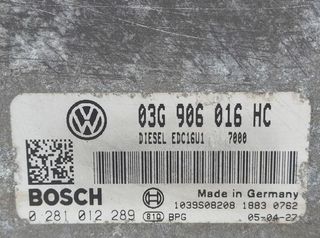 03G 906 016 HC
DIESEL EDC16U1 7000
BOSCH
Made in Germany
1039S08208 1883 0762
0 281 012 289 810 BPG 05-04-27